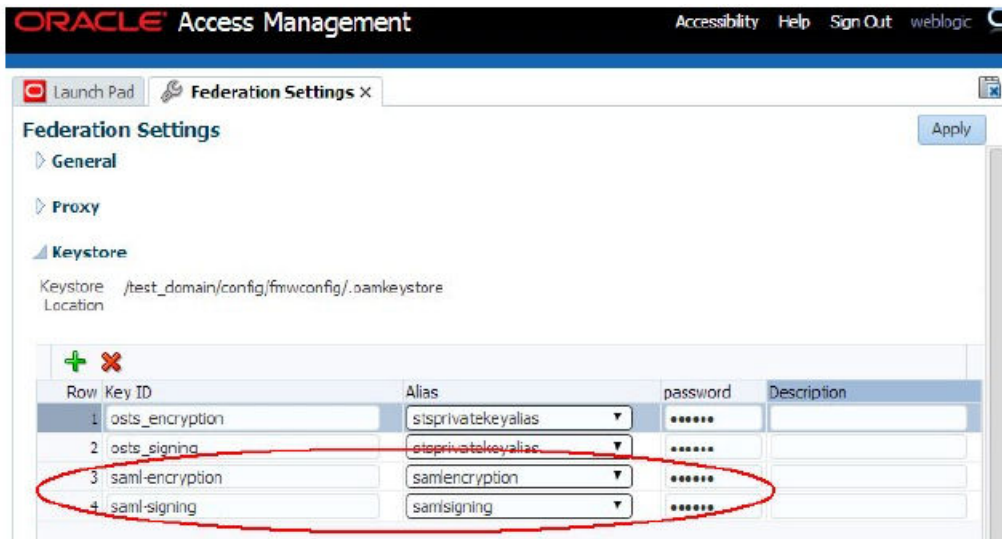 ORACLE Access Management
Accessibility Help Sign Out weblogic
Launch Pad Federation Settings ×
Federation Settings Apply
General
Proxy
Keystore
Keystore Location /test_domain/config/fmwconfig/.oamkeystore
Row Key ID Alias password Description
1 osts_encryption stsprivatekeyalias ••••••
2 osts_signing stsprivatekeyalias ••••••
3 saml-encryption samlencryption ••••••
4 saml-signing samlsigning ••••••